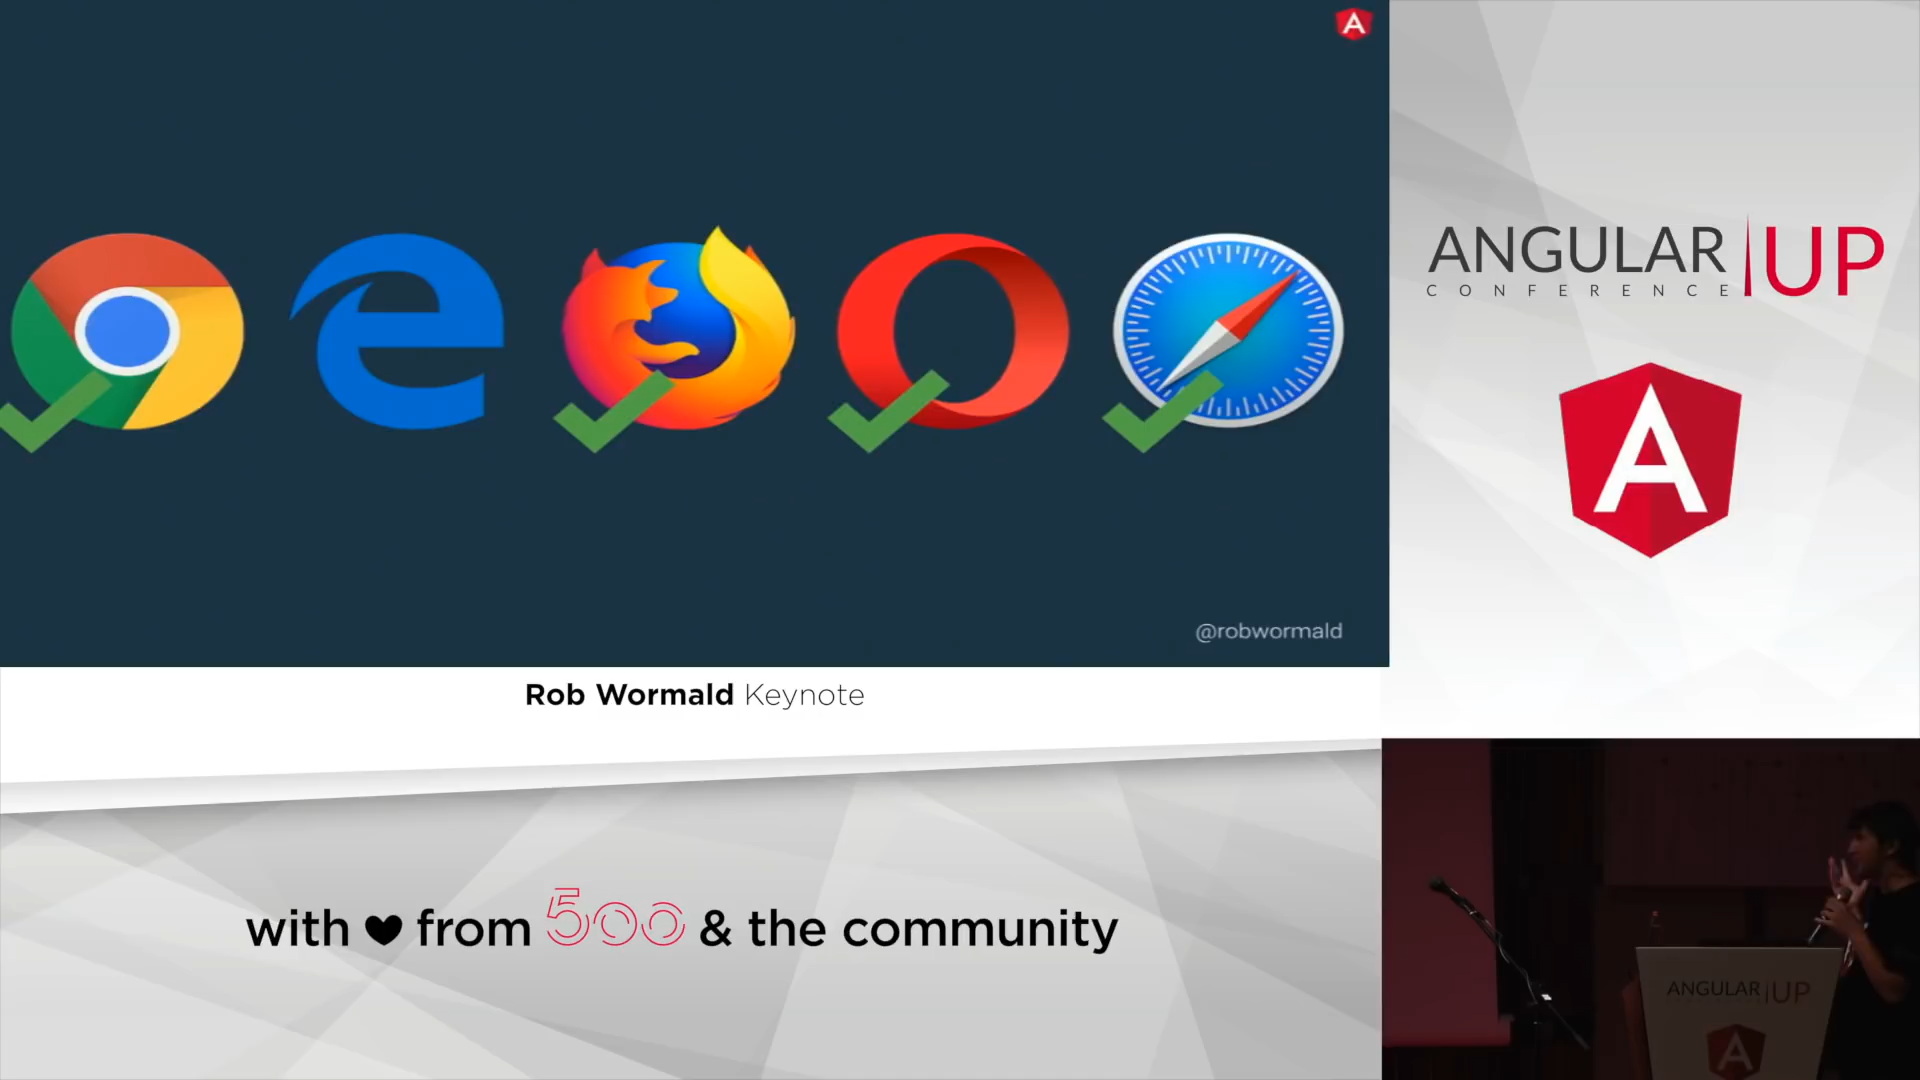 @robwormald
Rob Wormald Keynote
with ♥ from 500 & the community
ANGULAR UP
CONFERENCE
ANGULAR UP